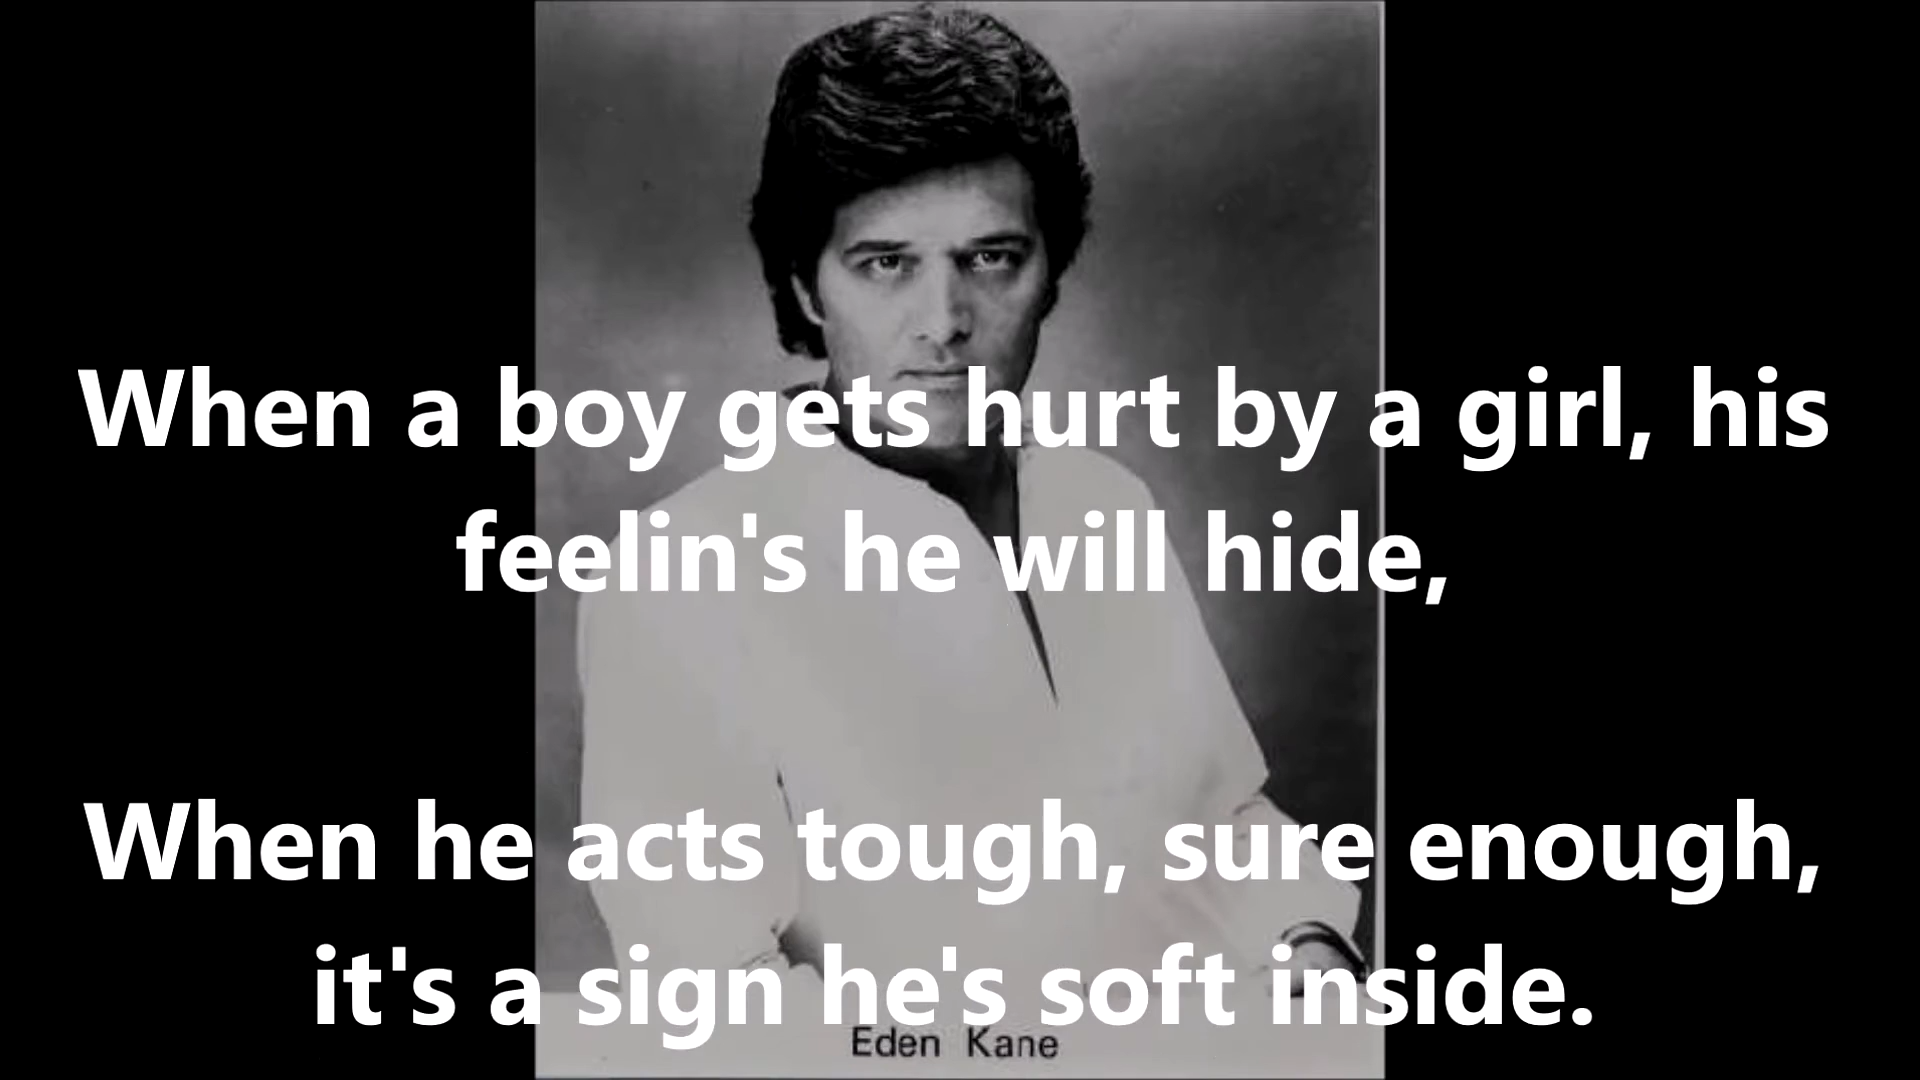 When a boy gets hurt by a girl, his
feelin's he will hide,
When he acts tough, sure enough,
it's a sign he's soft inside.
Eden Kane